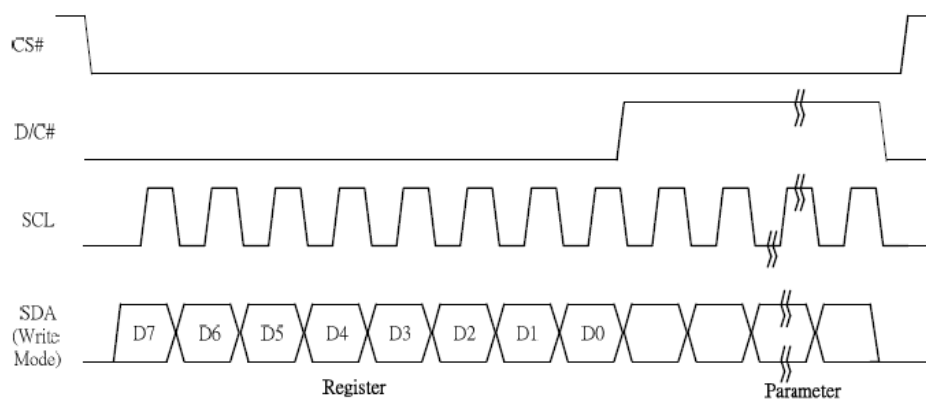 CS#
D/C#
SCL
SDA
(Write
Mode)
D7 D6 D5 D4 D3 D2 D1 D0
Register Parameter